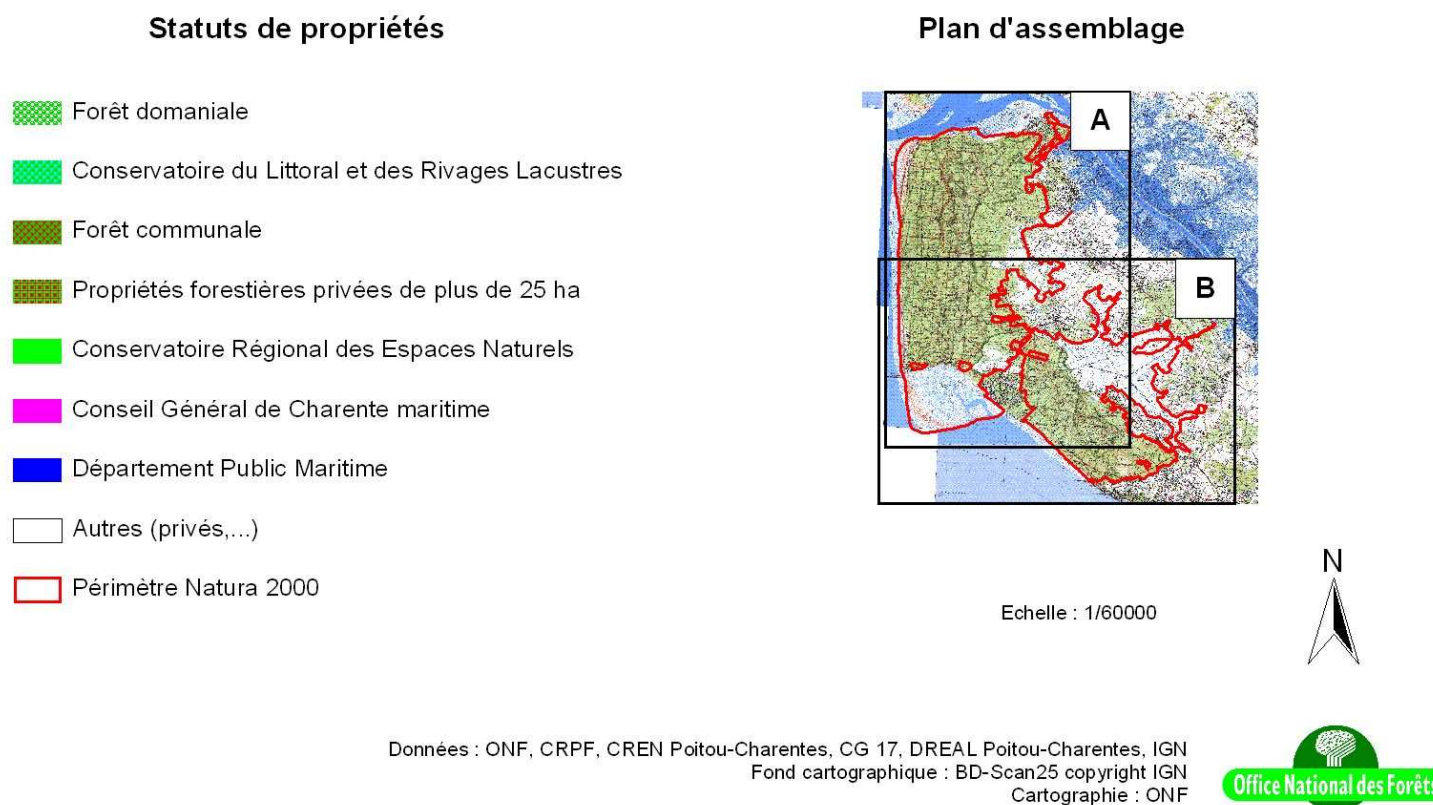 Statuts de propriétés
Forêt domaniale
Conservatoire du Littoral et des Rivages Lacustres
Forêt communale
Propriétés forestières privées de plus de 25 ha
Conservatoire Régional des Espaces Naturels
Conseil Général de Charente maritime
Département Public Maritime
Autres (privés,...)
Périmètre Natura 2000
Plan d'assemblage
A
B
N
Echelle : 1/60000
Données : ONF, CRPF, CREN Poitou-Charentes, CG 17, DREAL Poitou-Charentes, IGN
Fond cartographique : BD-Scan25 copyright IGN
Cartographie : ONF
Office National des Forêts